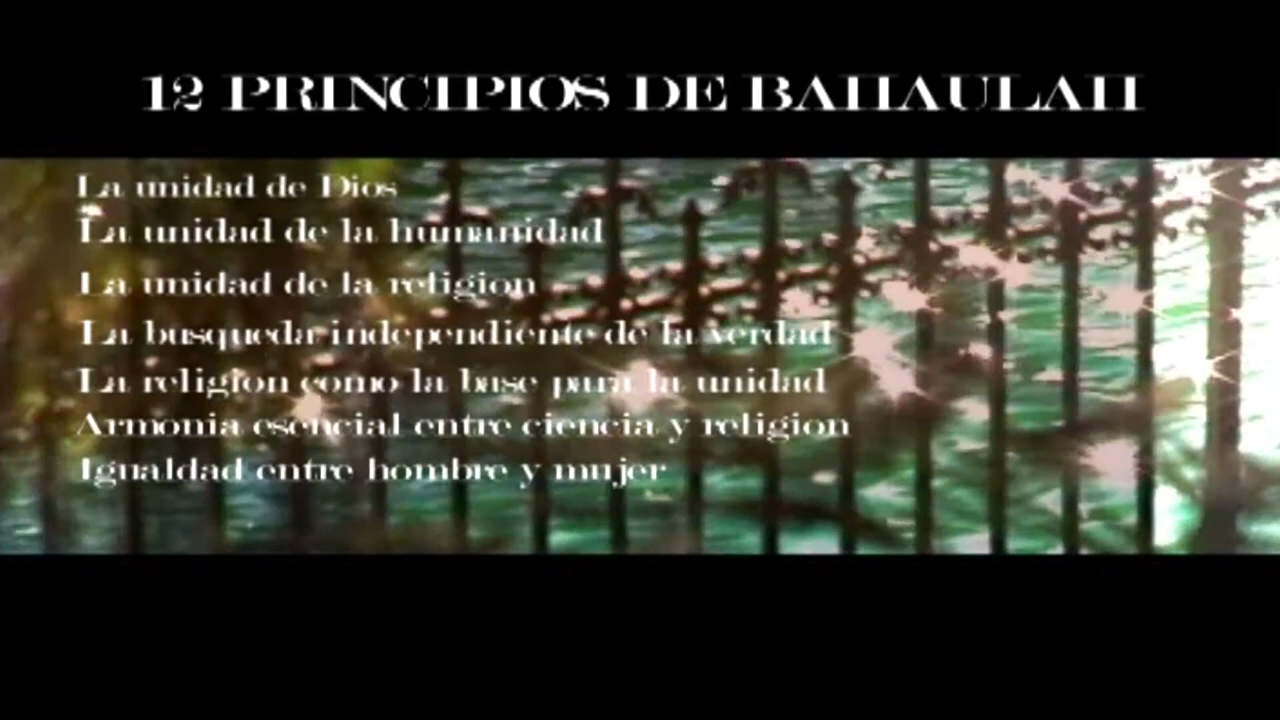 12 PRINCIPIOS DE BAHAULAH
La unidad de Dios
La unidad de la humanidad
La unidad de la religion
La busqueda independiente de la verdad
La religion como la base para la unidad
Armonia esencial entre ciencia y religion
Igualdad entre hombre y mujer